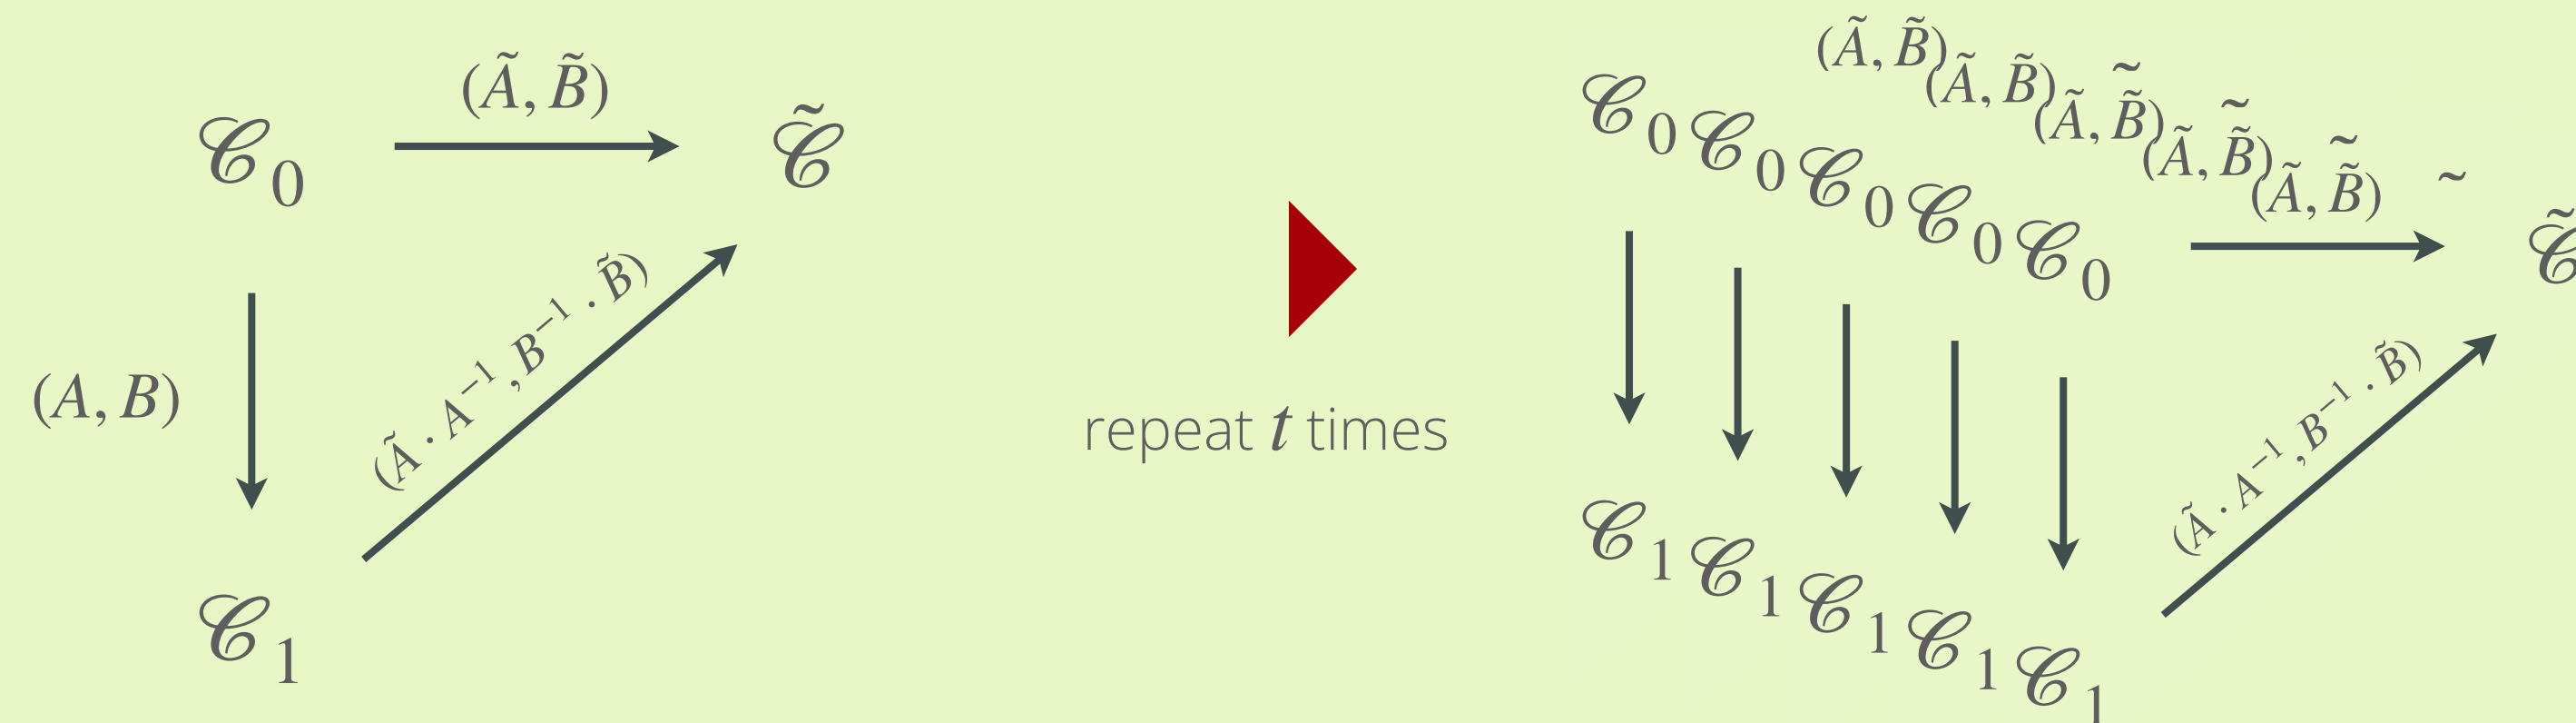 (Ã, B̃)
𝒞₀
𝒞̃
(A, B)
(Ã · A⁻¹, B⁻¹ · B̃)
𝒞₁
repeat t times
(Ã, B̃)
(Ã, B̃)
(Ã, B̃)
(Ã, B̃)
(Ã, B̃)
~
~
~
~
𝒞₀
𝒞₀
𝒞₀
𝒞₀
𝒞₀
𝒞̃
(Ã · A⁻¹, B⁻¹ · B̃)
𝒞₁
𝒞₁
𝒞₁
𝒞₁
𝒞₁